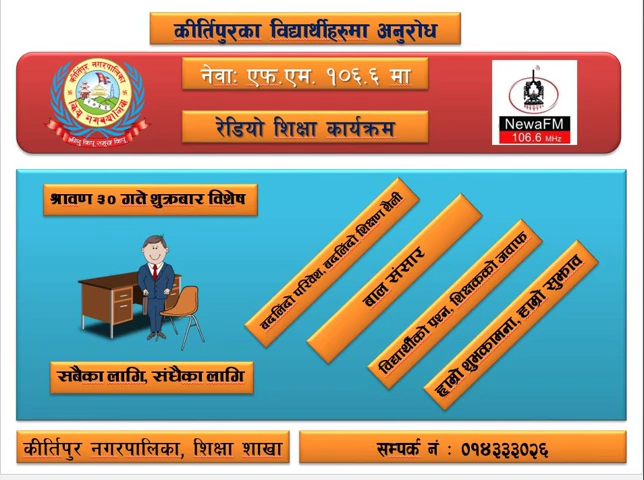 कीर्तिपुरका विद्यार्थीहरुमा अनुरोध
नेवाः एफ.एम. १०६.६ मा
रेडियो शिक्षा कार्यक्रम
कीर्तिपुर नगरपालिका
NewaFM
106.6 MHz
श्रावण ३० गते शुक्रबार विशेष
बदलिंदो परिवेश, बदलिंदो शिक्षण शैली
बाल संसार
विद्यार्थीको प्रश्न, शिक्षकको जवाफ
हाम्रो शुभकामना, हाम्रो सुझाव
सबैका लागि, संधैका लागि
कीर्तिपुर नगरपालिका, शिक्षा शाखा
सम्पर्क नं : ०१४३३३०२६